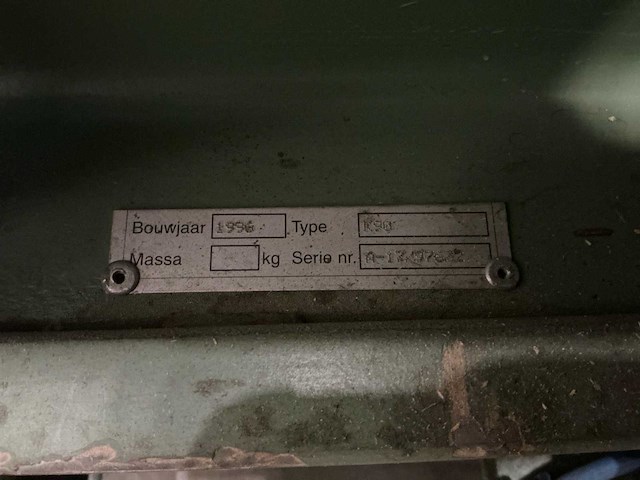 Bouwjaar 1996 Type
Massa kg Serie nr.